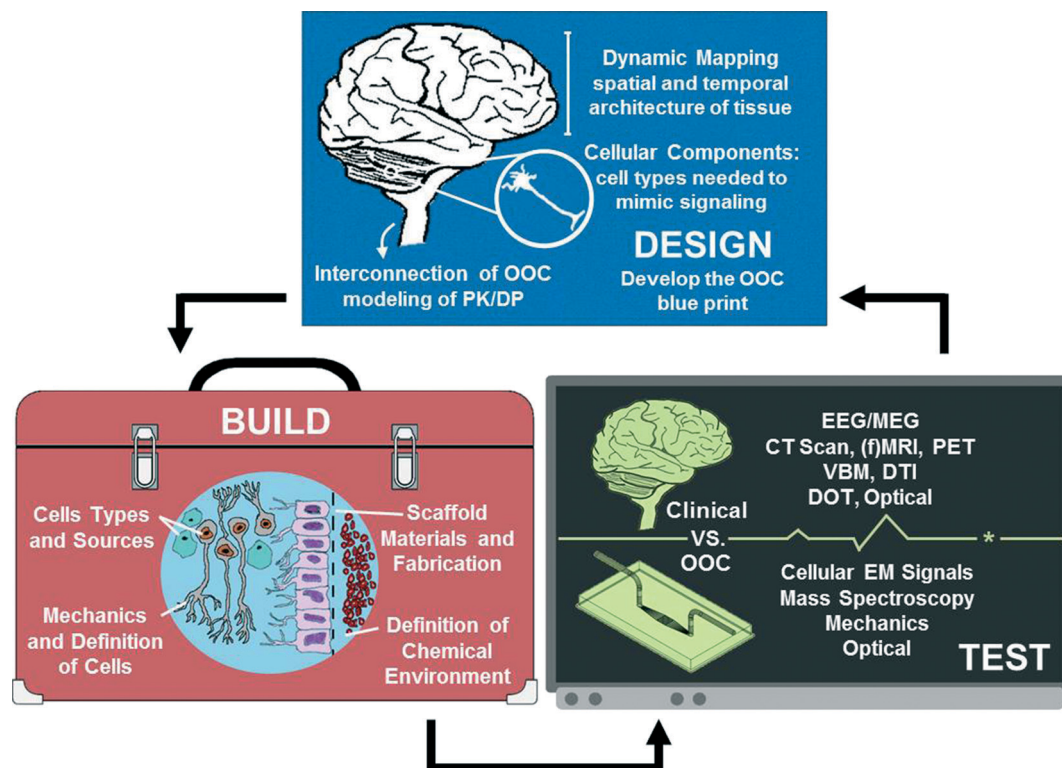 Dynamic Mapping
spatial and temporal
architecture of tissue
Cellular Components:
cell types needed to
mimic signaling
DESIGN
Develop the OOC
blue print
Interconnection of OOC
modeling of PK/DP
BUILD
Cells Types
and Sources
Mechanics
and Definition
of Cells
Scaffold
Materials and
Fabrication
Definition of
Chemical
Environment
EEG/MEG
CT Scan, (f)MRI, PET
VBM, DTI
DOT, Optical
Clinical
VS.
OOC
*
Cellular EM Signals
Mass Spectroscopy
Mechanics
Optical
TEST